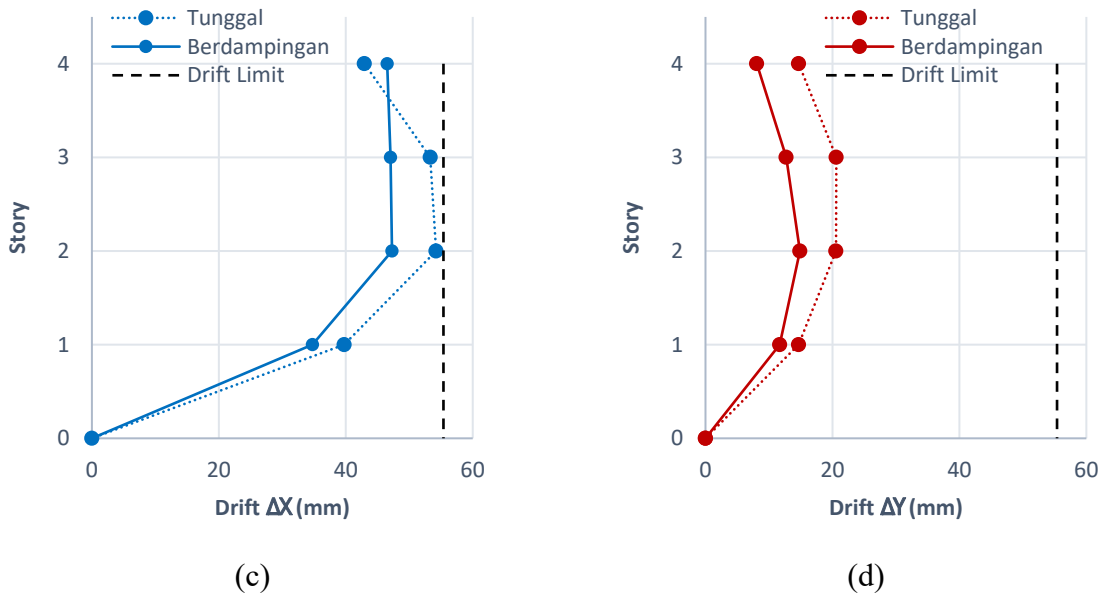 Tunggal
Berdampingan
Drift Limit
4
3
2
1
0
Story
0 20 40 60
Drift ΔX (mm)
(c)
Tunggal
Berdampingan
Drift Limit
4
3
2
1
0
Story
0 20 40 60
Drift ΔY (mm)
(d)